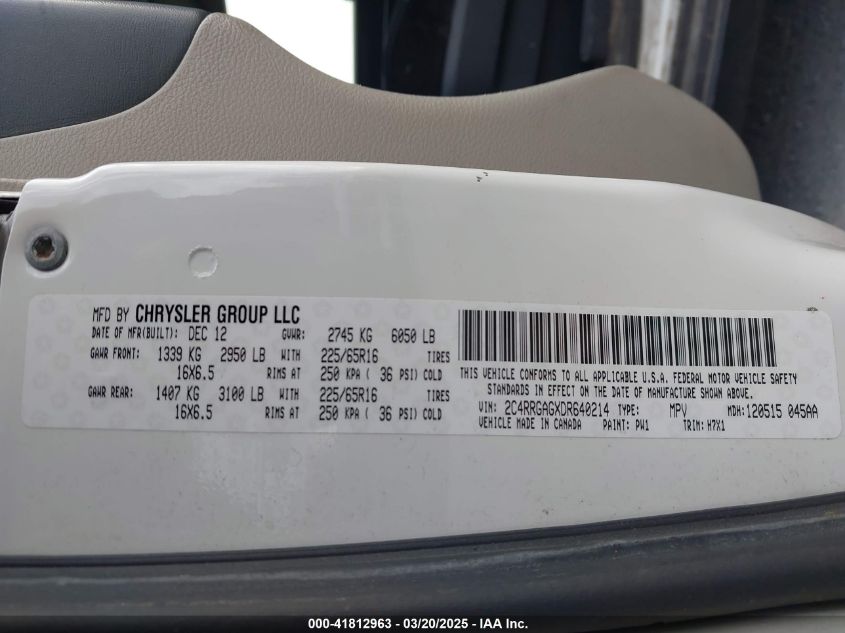 MFD BY CHRYSLER GROUP LLC
DATE OF MFR(BUILT): DEC 12 GVWR: 2745 KG 6050 LB
GAWR FRONT: 1339 KG 2950 LB WITH 225/65R16 TIRES
16X6.5 RIMS AT 250 KPA ( 36 PSI) COLD
GAWR REAR: 1407 KG 3100 LB WITH 225/65R16 TIRES
16X6.5 RIMS AT 250 KPA ( 36 PSI) COLD
THIS VEHICLE CONFORMS TO ALL APPLICABLE U.S.A. FEDERAL MOTOR VEHICLE SAFETY
STANDARDS IN EFFECT ON THE DATE OF MANUFACTURE SHOWN ABOVE.
VIN: 2C4RRGAGXDR640214 TYPE: MPV MDH: 120515 045AA
VEHICLE MADE IN CANADA PAINT: PW1 TRIM: H7X1
000-41812963 / 03/20/2025 - IAA Inc.